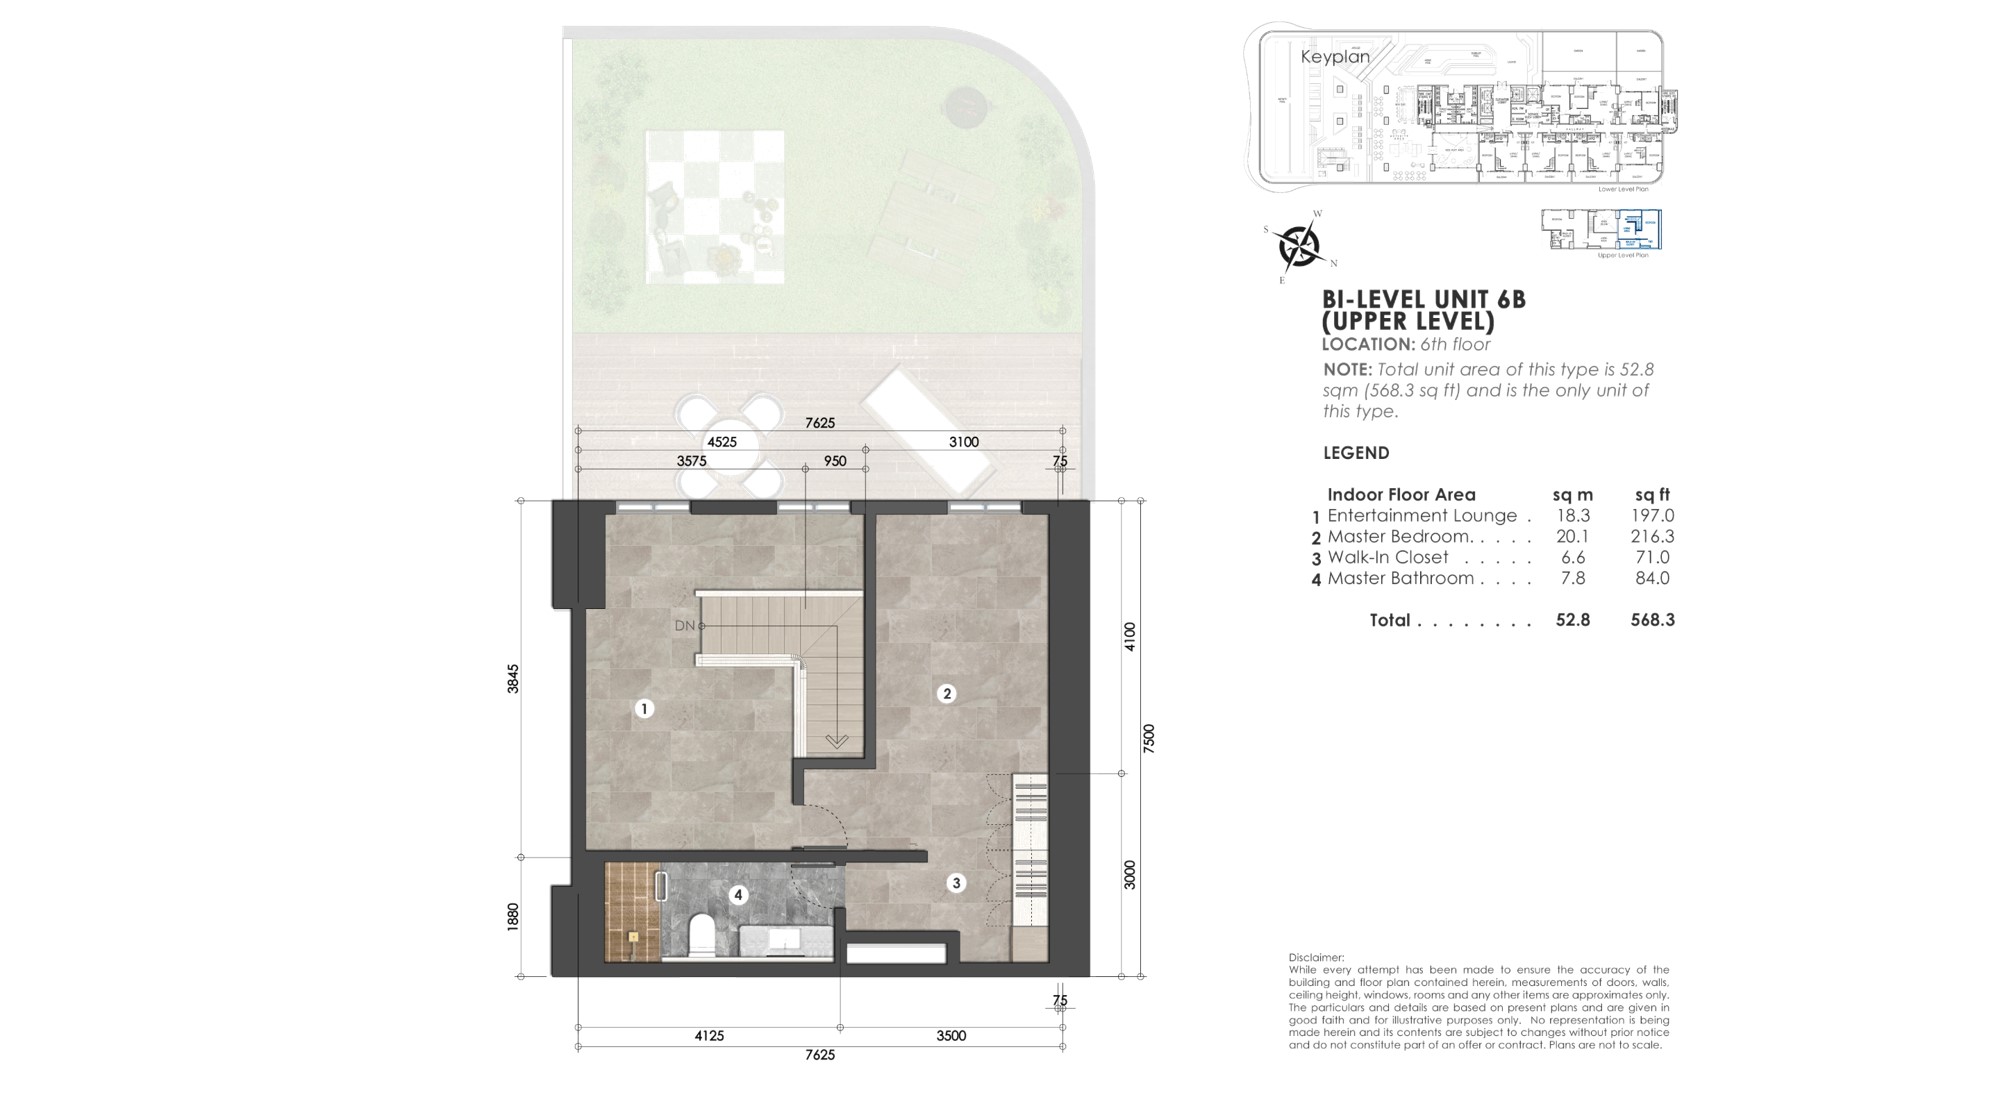 Keyplan
Lower Level Plan
Upper Level Plan
W
S
N
E
BI-LEVEL UNIT 6B
(UPPER LEVEL)
LOCATION: 6th floor
NOTE: Total unit area of this type is 52.8
sqm (568.3 sq ft) and is the only unit of
this type.
LEGEND
Indoor Floor Area sq m sq ft
1 Entertainment Lounge . 18.3 197.0
2 Master Bedroom. . . . . 20.1 216.3
3 Walk-In Closet . . . . . 6.6 71.0
4 Master Bathroom . . . . 7.8 84.0
Total . . . . . . . . 52.8 568.3
7625
4525 3100
3575 950 75
3845
1880
4100
7500
3000
DN
1
2
3
4
75
4125 3500
7625
Disclaimer:
While every attempt has been made to ensure the accuracy of the
building and floor plan contained herein, measurements of doors, walls,
ceiling height, windows, rooms and any other items are approximates only.
The particulars and details are based on present plans and are given in
good faith and for illustrative purposes only. No representation is being
made herein and its contents are subject to changes without prior notice
and do not constitute part of an offer or contract. Plans are not to scale.